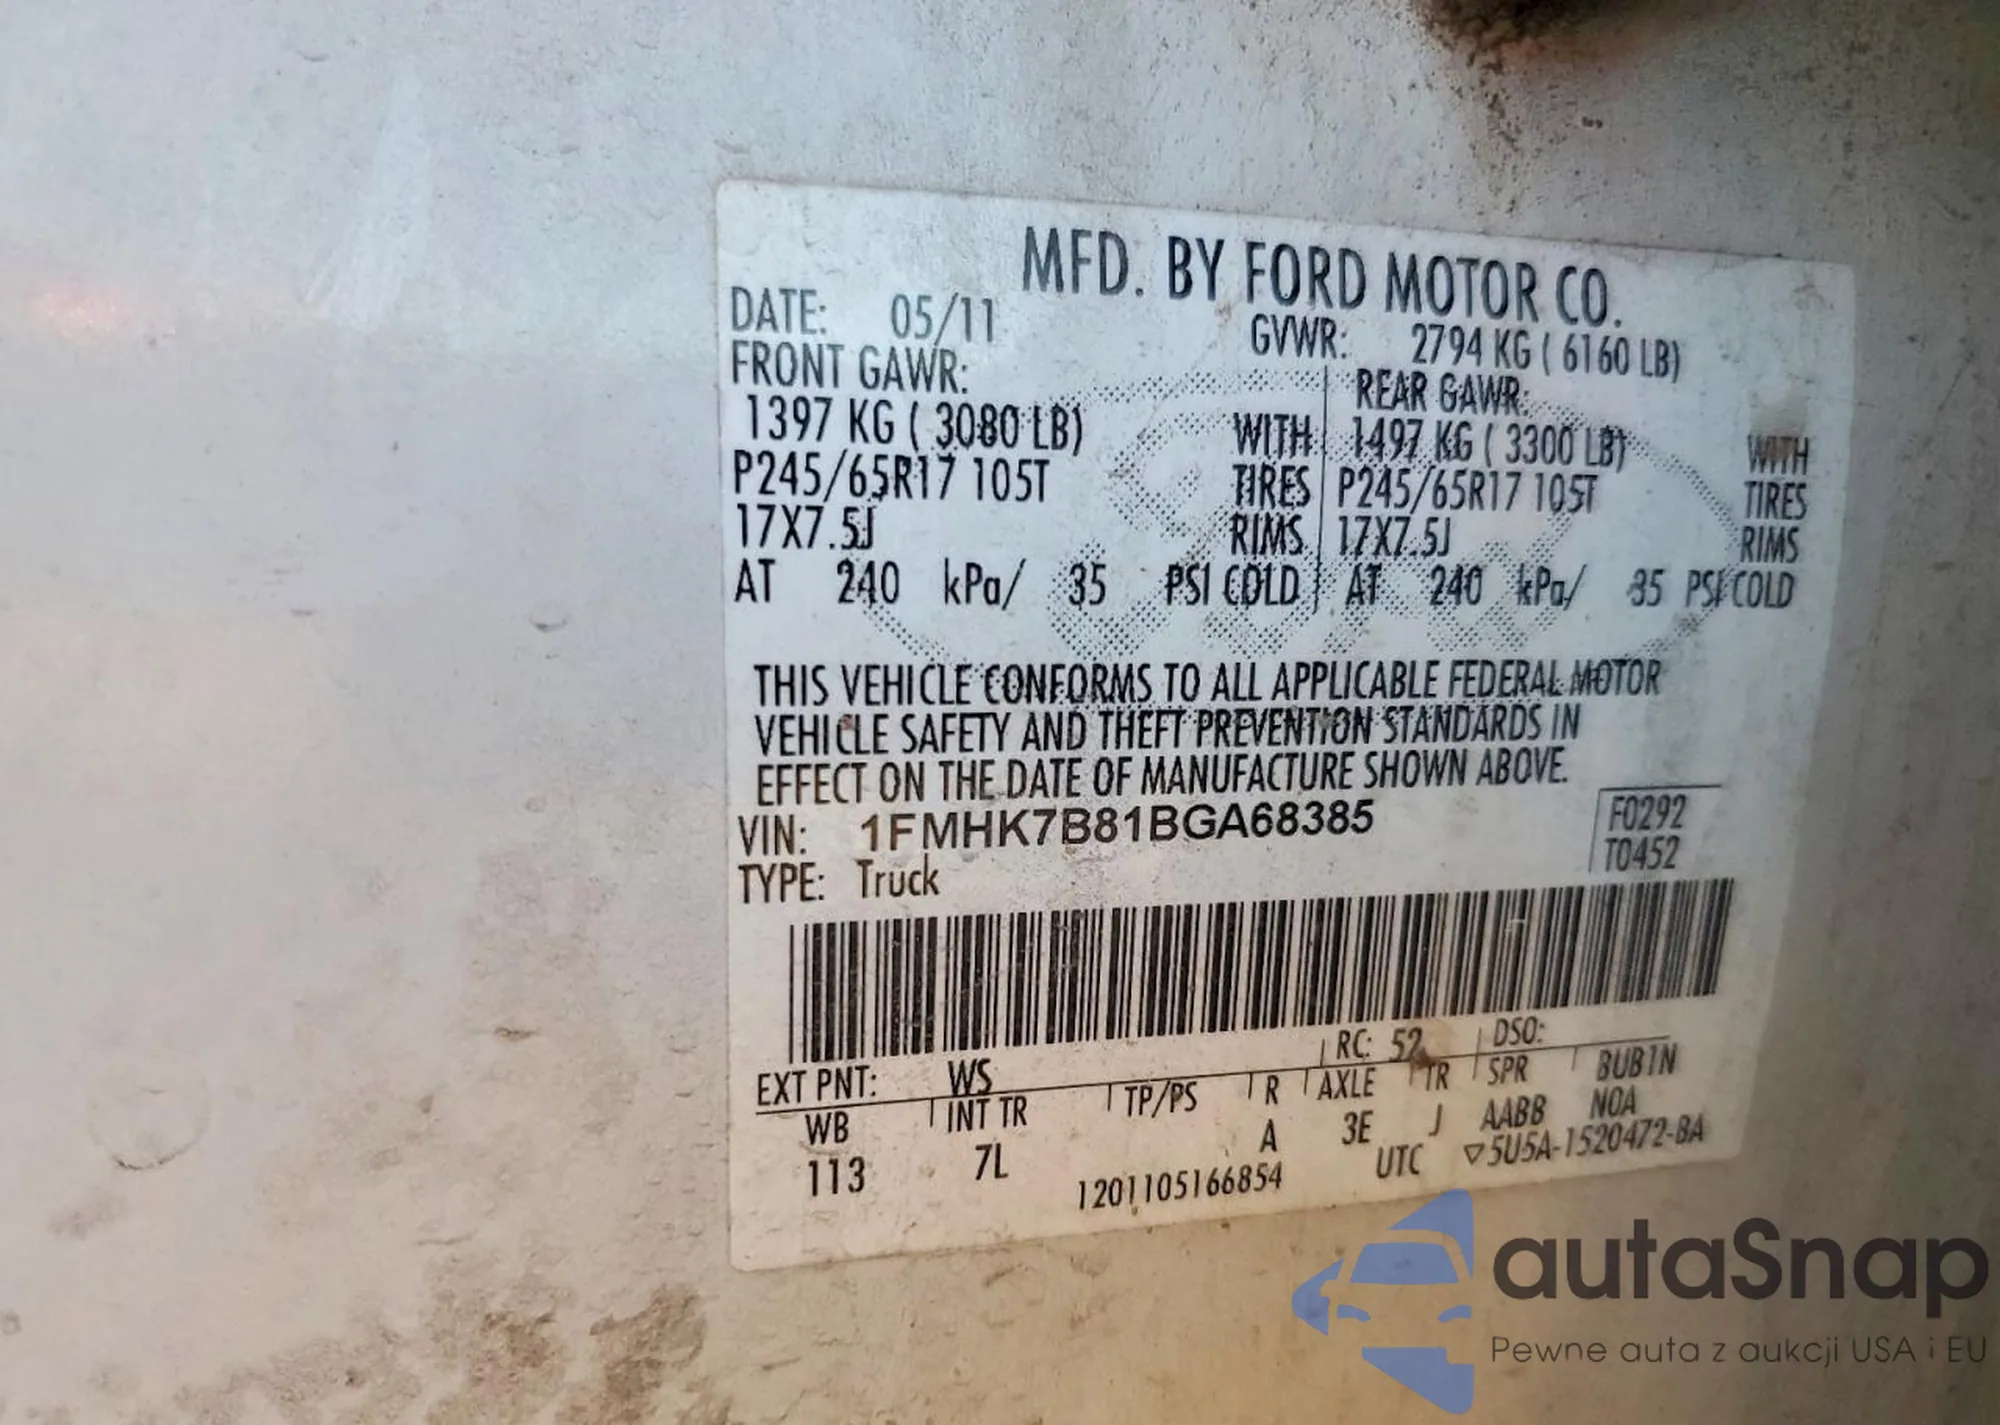 MFD. BY FORD MOTOR CO.
DATE: 05/11 GVWR: 2794 KG ( 6160 LB)
FRONT GAWR: REAR GAWR:
1397 KG ( 3080 LB) WITH 1497 KG ( 3300 LB) WITH
P245/65R17 105T TIRES P245/65R17 105T TIRES
17X7.5J RIMS 17X7.5J RIMS
AT 240 kPa/ 35 PSI COLD AT 240 kPa/ 35 PSI COLD
THIS VEHICLE CONFORMS TO ALL APPLICABLE FEDERAL MOTOR
VEHICLE SAFETY AND THEFT PREVENTION STANDARDS IN
EFFECT ON THE DATE OF MANUFACTURE SHOWN ABOVE.
VIN: 1FMHK7B81BGA68385 F0292
TYPE: Truck T0452
EXT PNT: WS RC: 52 DSO:
WB INT TR TP/PS R AXLE TR SPR BUB1N
113 7L A 3E J AABB N0A
1201105166854 UTC ▽5U5A-1520472-BA
autaSnap
Pewne auta z aukcji USA i EU